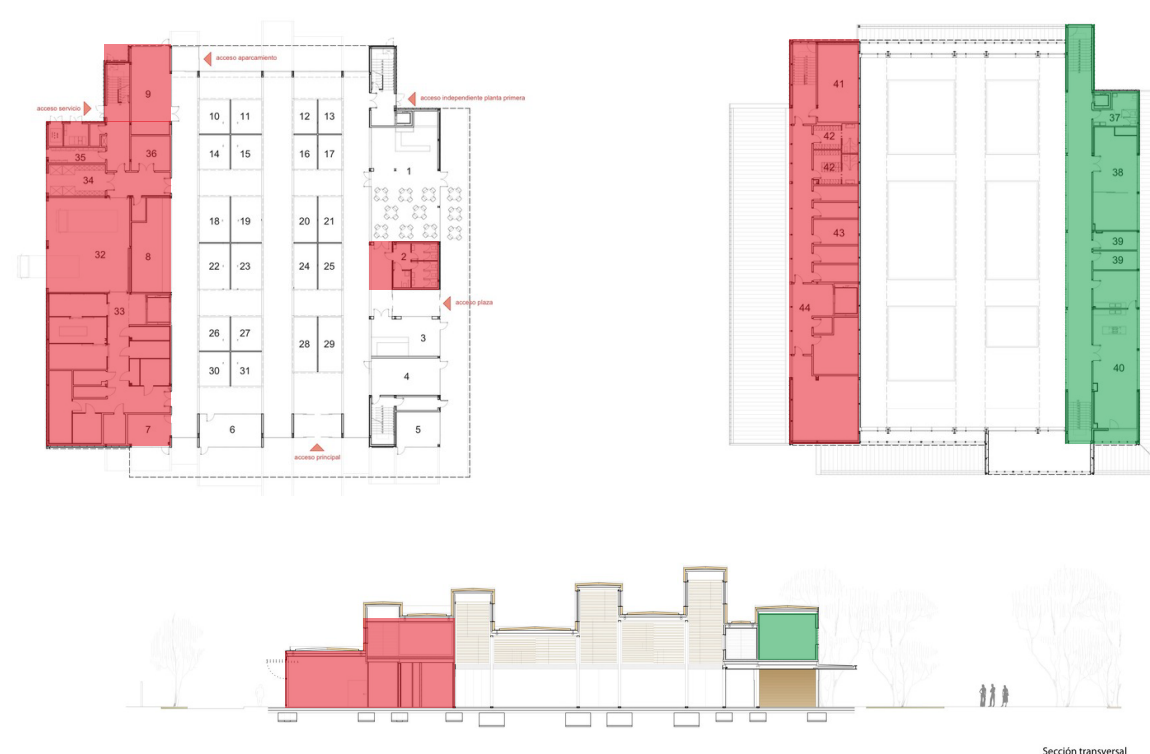 acceso aparcamiento
9
41
acceso independiente planta primera
acceso servicio
10 11 12 13
37
42
35 36 14 15 16 17
38
34 1
42
18 19 20 21
43 39
32 8 2
22 23 24 25
39
33 acceso plaza
44
26 27 28 29 3
30 31 4
40
7 6 5
acceso principal
Sección transversal